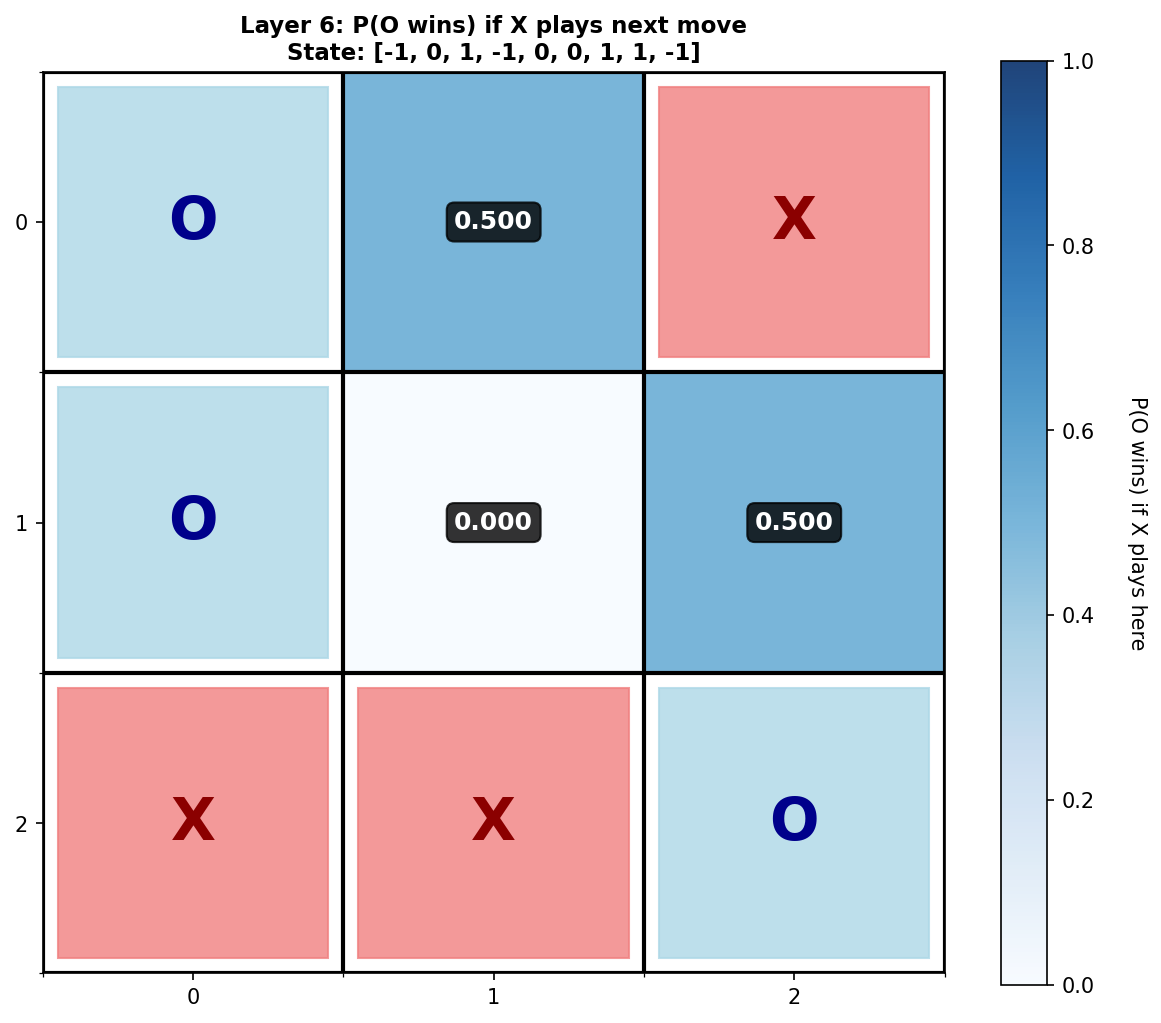 Layer 6: P(O wins) if X plays next move
State: [-1, 0, 1, -1, 0, 0, 1, 1, -1]
O
0.500
X
O
0.000
0.500
X
X
O
0
1
2
0
1
2
1.0
0.8
0.6
0.4
0.2
0.0
P(O wins) if X plays here